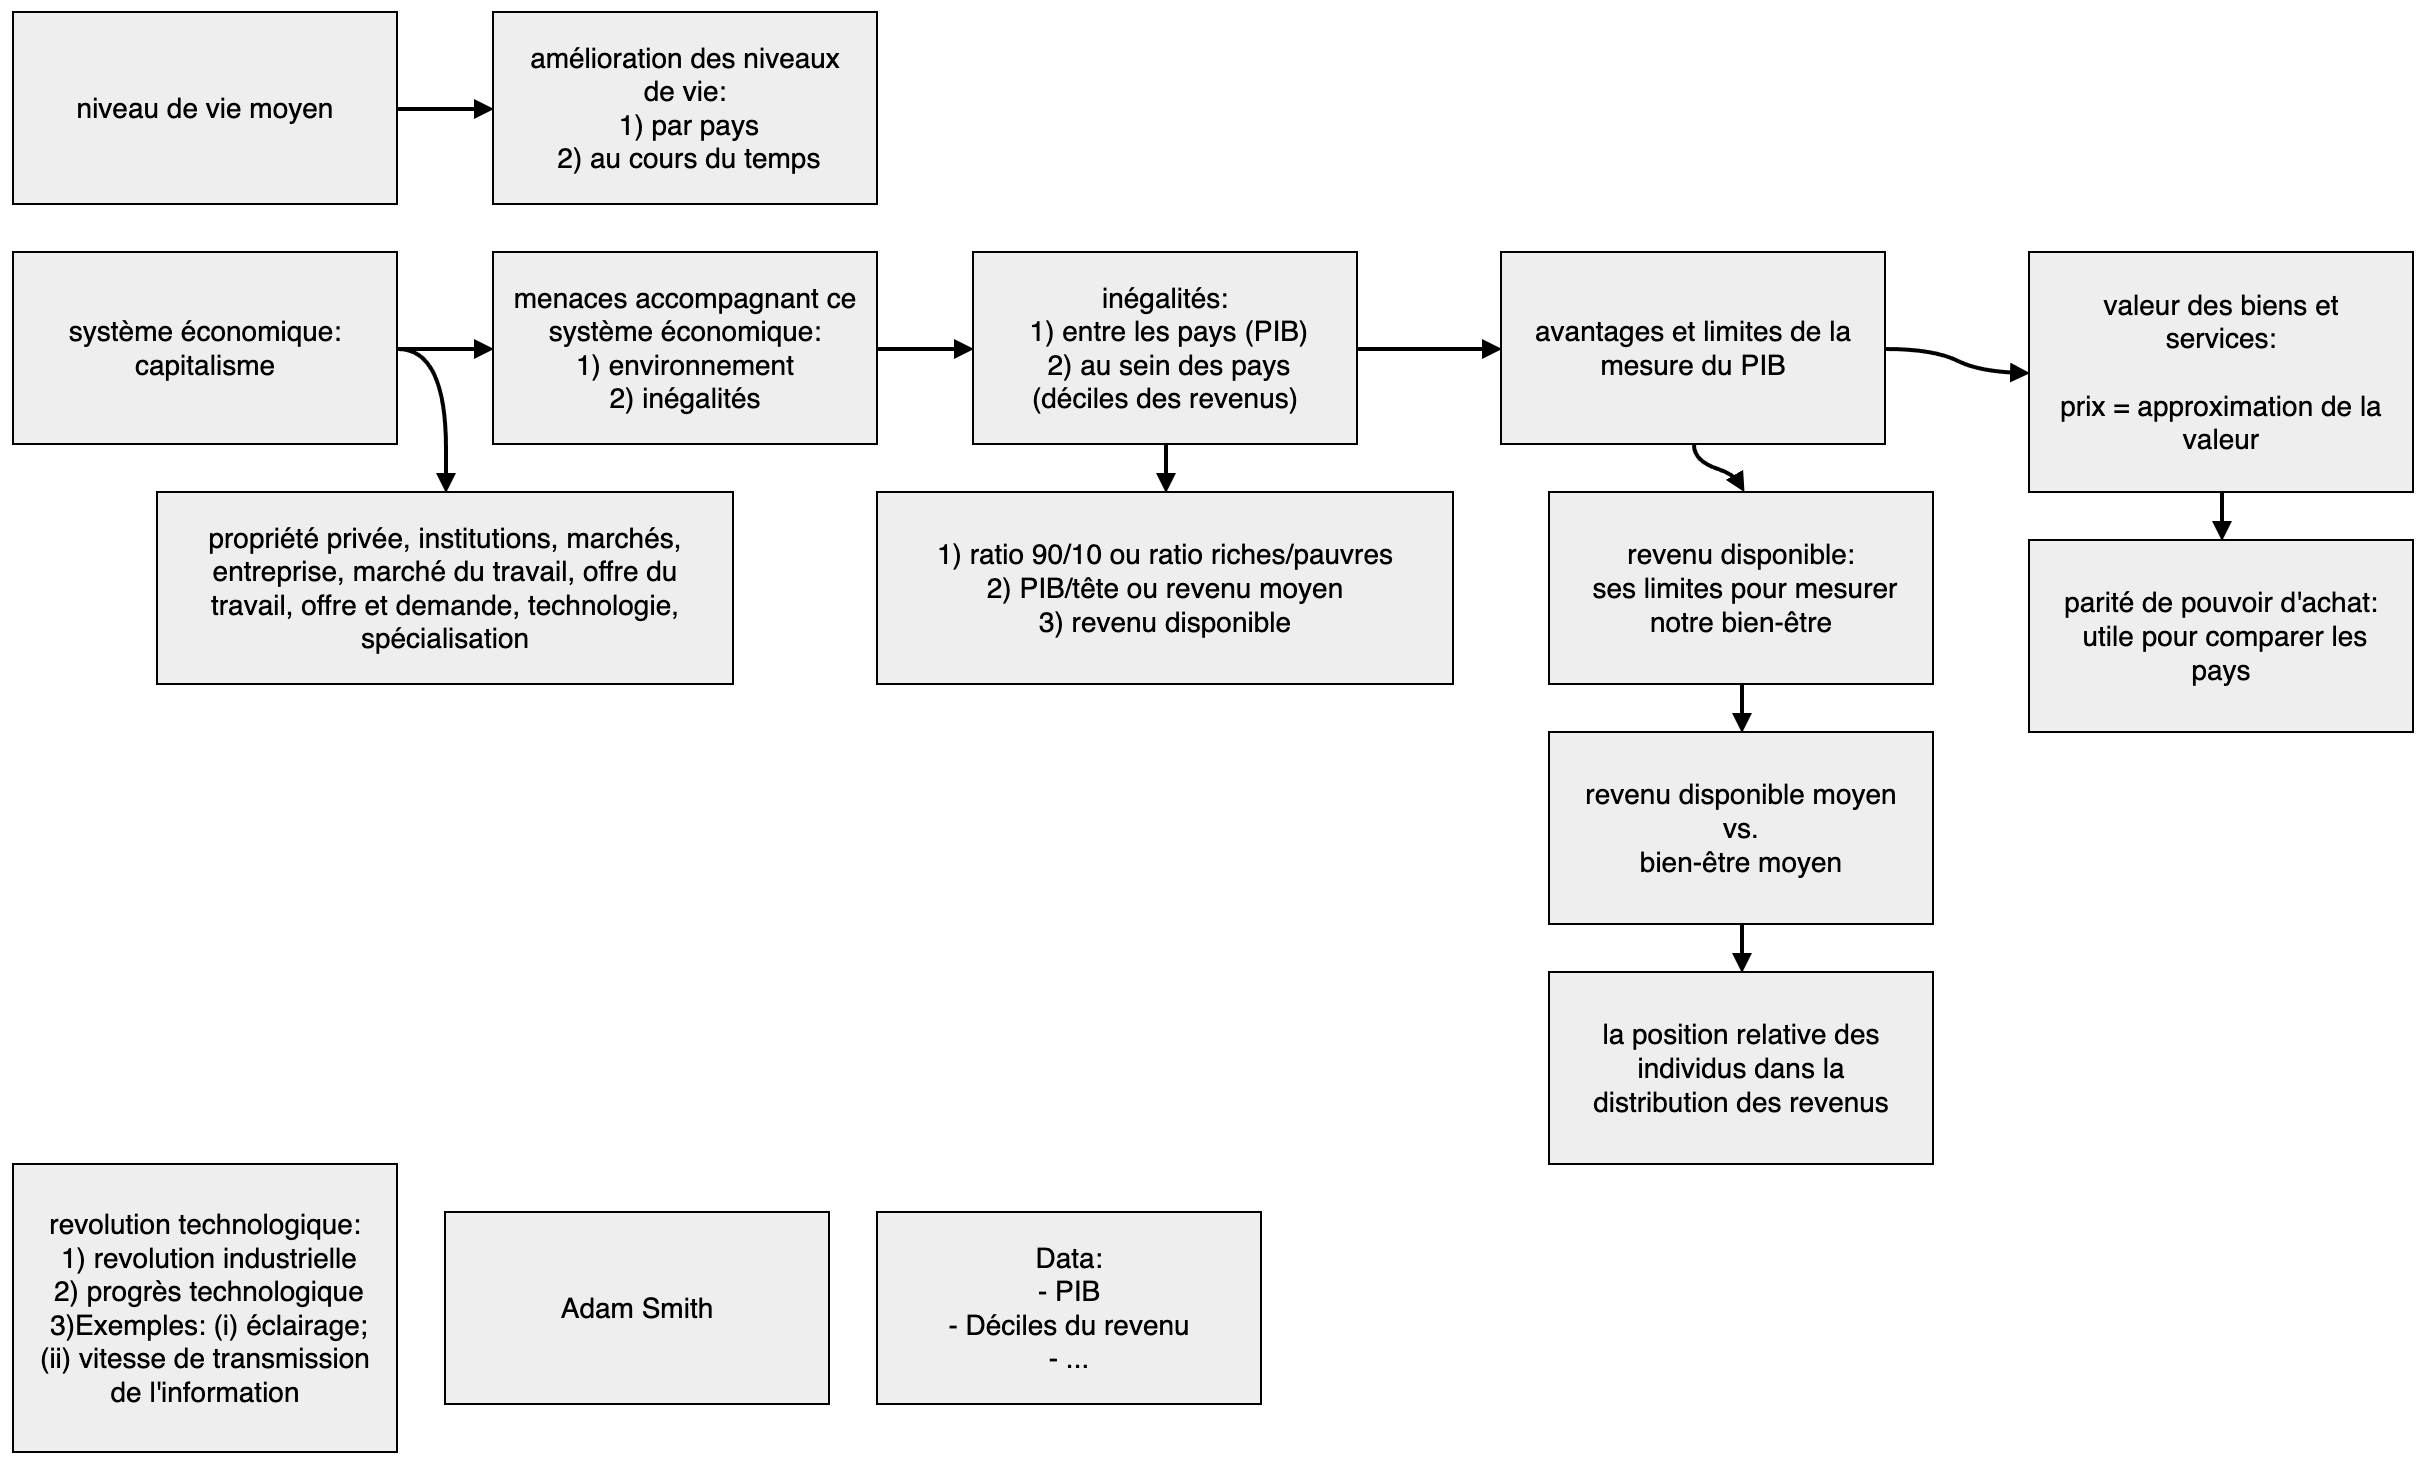 niveau de vie moyen
amélioration des niveaux
de vie:
1) par pays
2) au cours du temps
système économique:
capitalisme
menaces accompagnant ce
système économique:
1) environnement
2) inégalités
inégalités:
1) entre les pays (PIB)
2) au sein des pays
(déciles des revenus)
avantages et limites de la
mesure du PIB
valeur des biens et
services:
prix = approximation de la
valeur
propriété privée, institutions, marchés,
entreprise, marché du travail, offre du
travail, offre et demande, technologie,
spécialisation
1) ratio 90/10 ou ratio riches/pauvres
2) PIB/tête ou revenu moyen
3) revenu disponible
revenu disponible:
ses limites pour mesurer
notre bien-être
parité de pouvoir d'achat:
utile pour comparer les
pays
revenu disponible moyen
vs.
bien-être moyen
la position relative des
individus dans la
distribution des revenus
revolution technologique:
1) revolution industrielle
2) progrès technologique
3)Exemples: (i) éclairage;
(ii) vitesse de transmission
de l'information
Adam Smith
Data:
- PIB
- Déciles du revenu
- ...